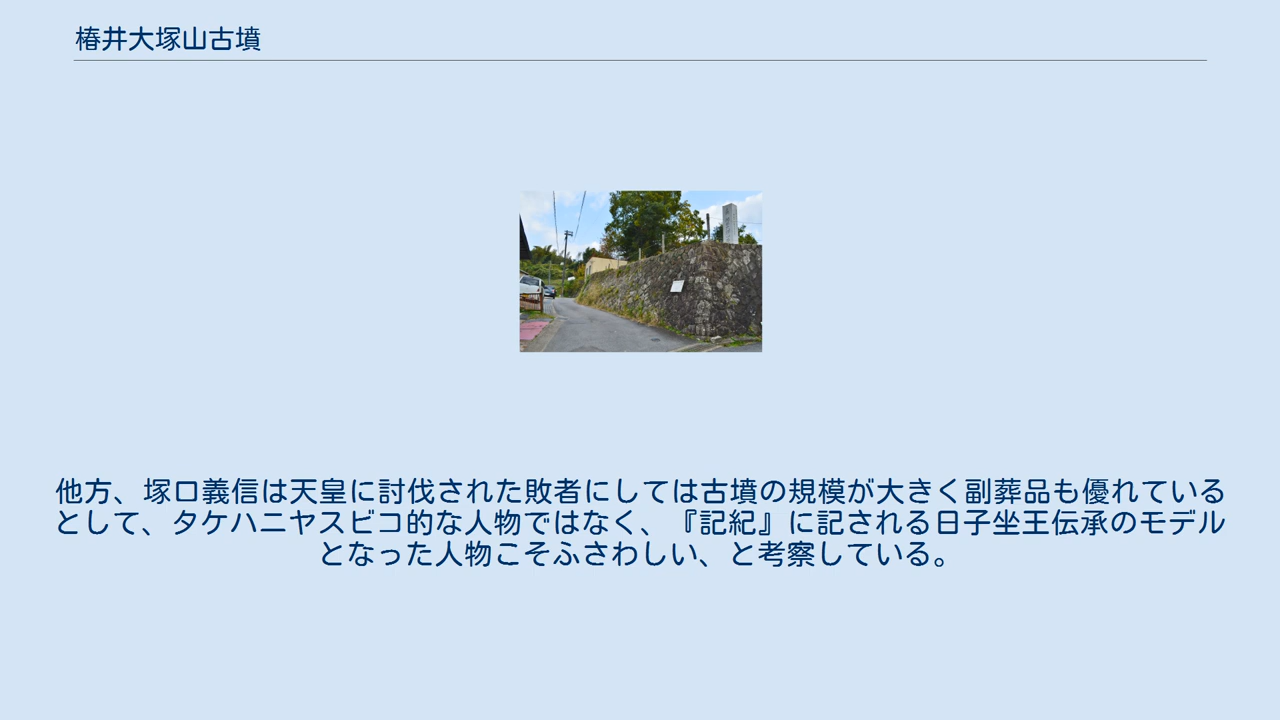 椿井大塚山古墳
他方、塚口義信は天皇に討伐された敗者にしては古墳の規模が大きく副葬品も優れている
として、タケハニヤスビコ的な人物ではなく、『記紀』に記される日子坐王伝承のモデル
となった人物こそふさわしい、と考察している。